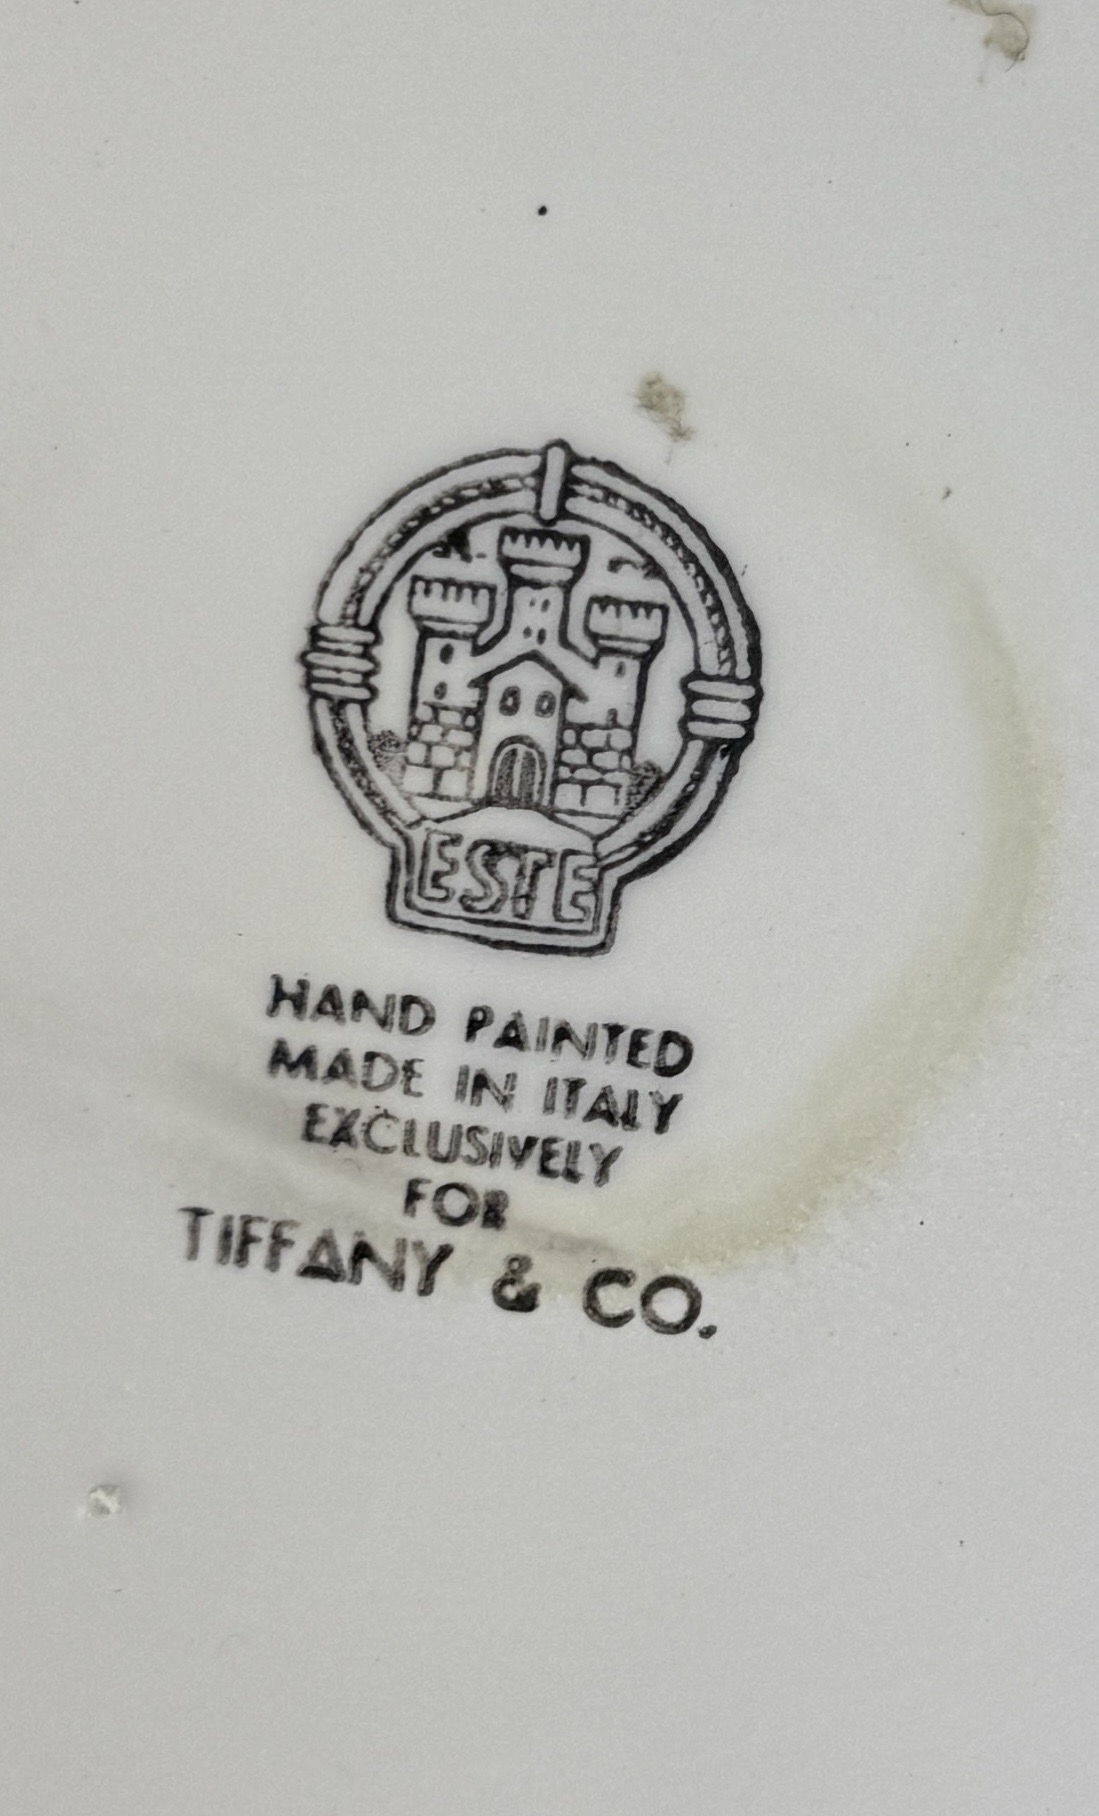 ESTE
HAND PAINTED
MADE IN ITALY
EXCLUSIVELY
FOR
TIFFANY & CO.